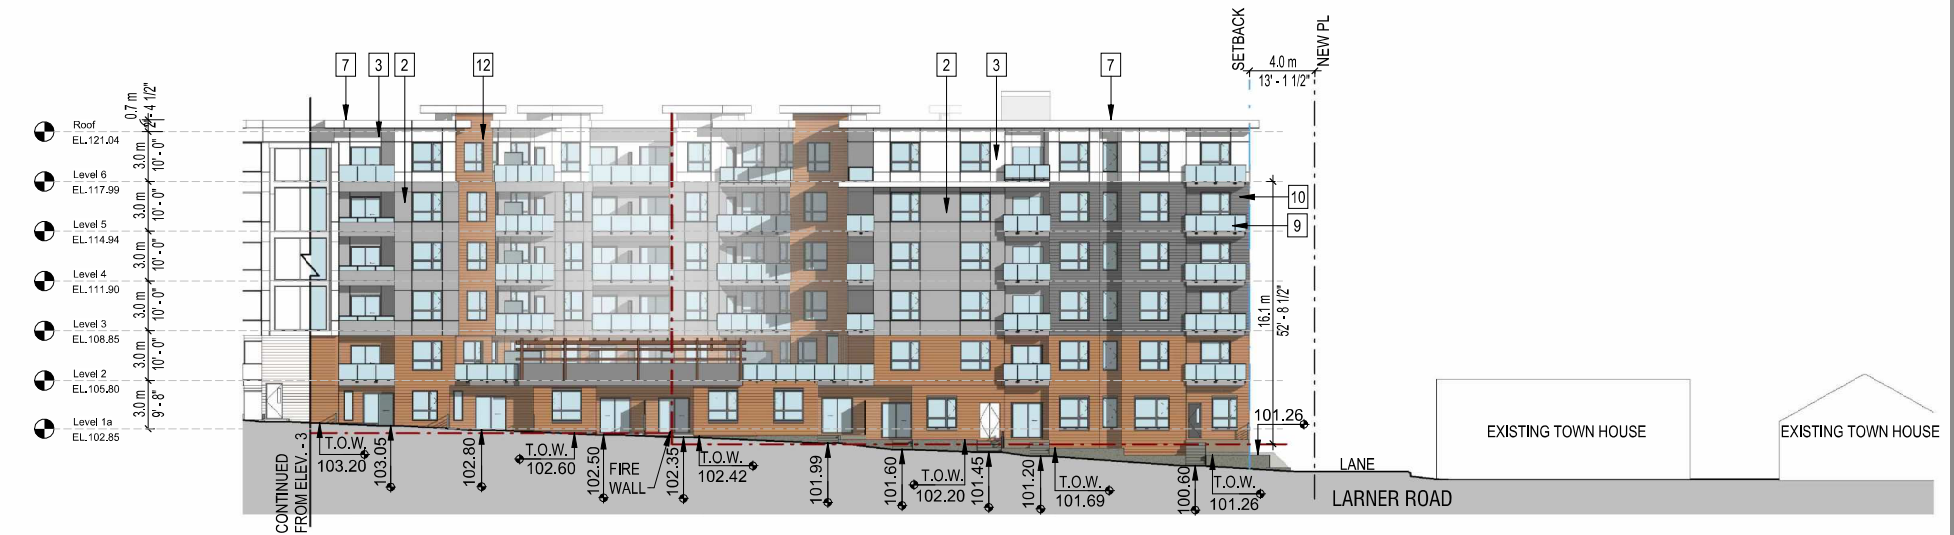 SETBACK
NEW PL
4.0 m
13' - 1 1/2"
7
3
2
12
2
3
7
0.7 m
2'- 4 1/2"
Roof
EL.121.04
3.0 m
10' - 0"
Level 6
EL.117.99
3.0 m
10' - 0"
Level 5
EL.114.94
3.0 m
10' - 0"
Level 4
EL.111.90
3.0 m
10' - 0"
Level 3
EL.108.85
3.0 m
10' - 0"
Level 2
EL.105.80
3.0 m
9' - 8"
Level 1a
EL.102.85
10
9
16.1 m
52' - 8 1/2"
101.26
CONTINUED
FROM ELEV. - 3
T.O.W.
103.20
103.05
102.80
T.O.W.
102.60
102.50
FIRE
WALL
102.35
T.O.W.
102.42
101.99
101.60
T.O.W.
102.20
101.45
101.20
T.O.W.
101.69
100.60
T.O.W.
101.26
LANE
LARNER ROAD
EXISTING TOWN HOUSE
EXISTING TOWN HOUSE